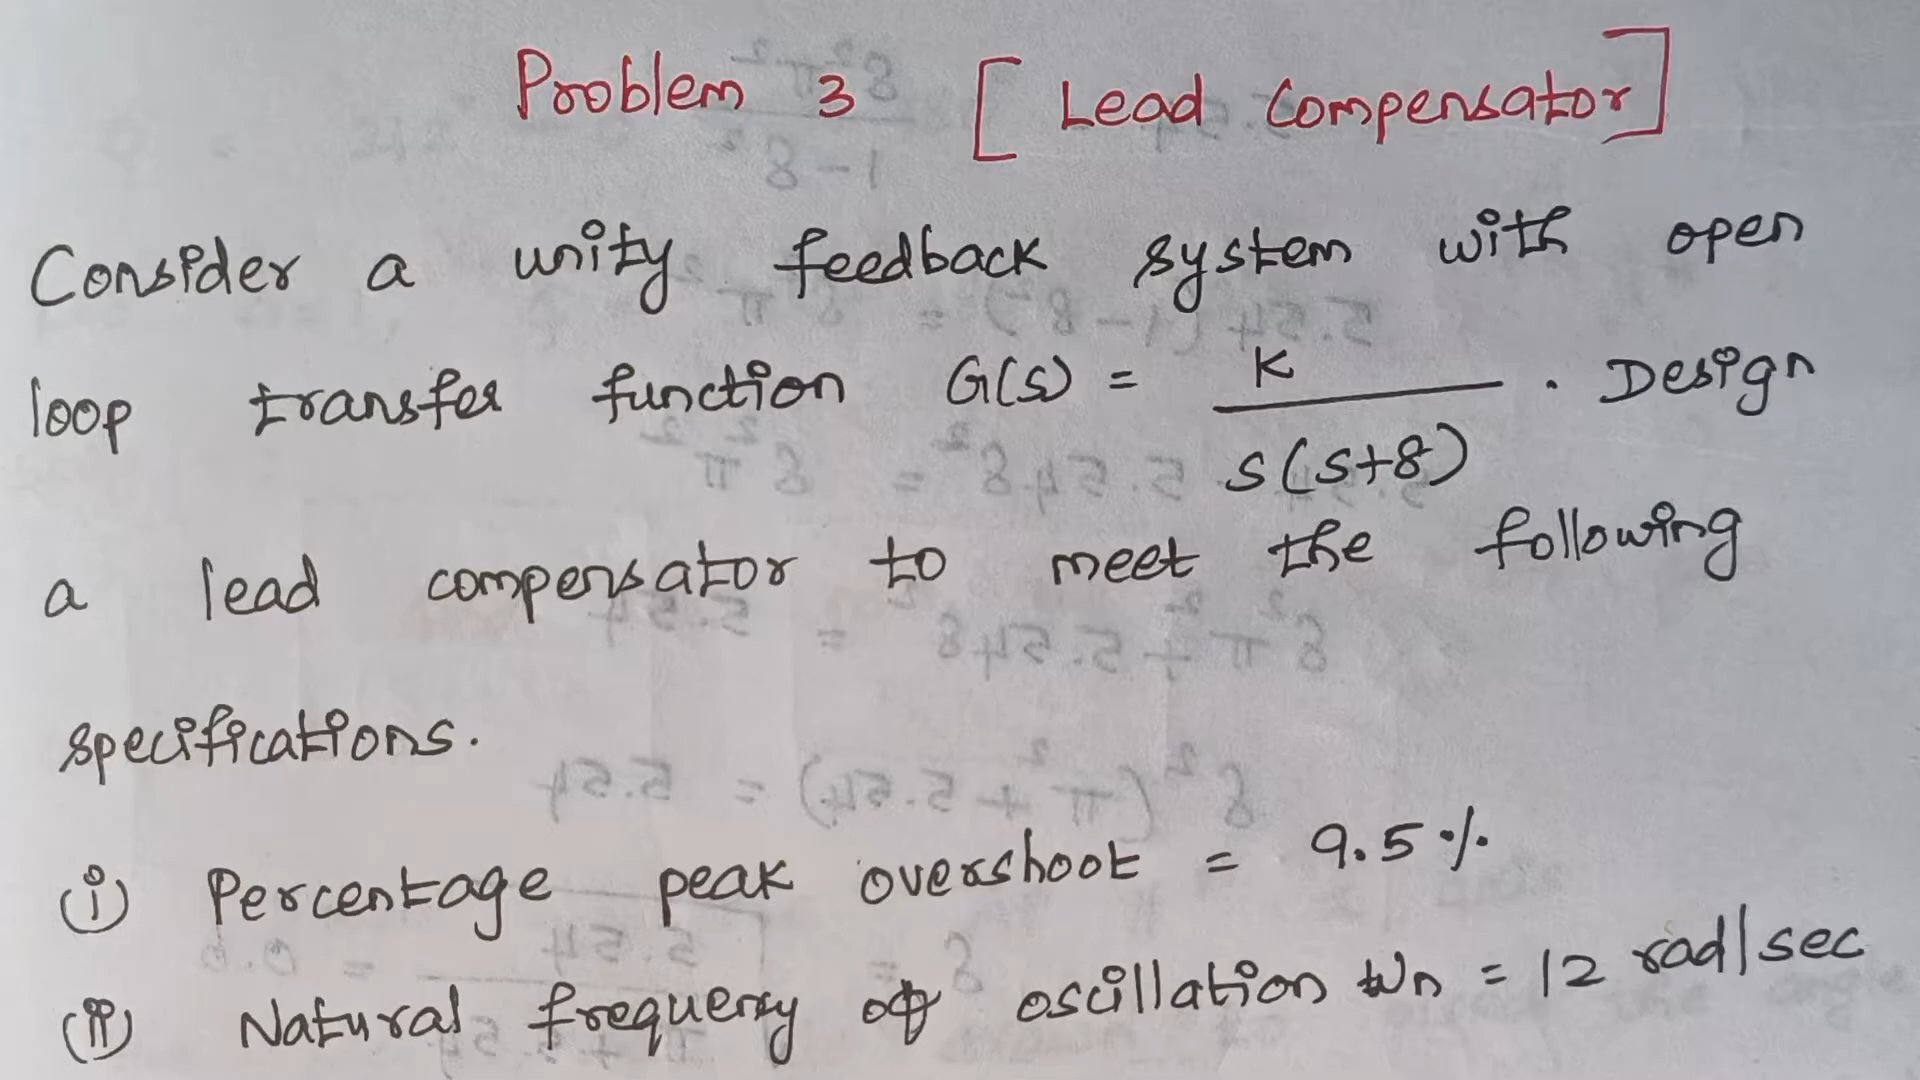 Problem 3 [Lead Compensator]
Consider a unity feedback system with open
loop transfer function G(s) = K / s(s+8) . Design
a lead compensator to meet the following
specifications.
(i) Percentage peak overshoot = 9.5%
(ii) Natural frequency of oscillation Wn = 12 rad/sec